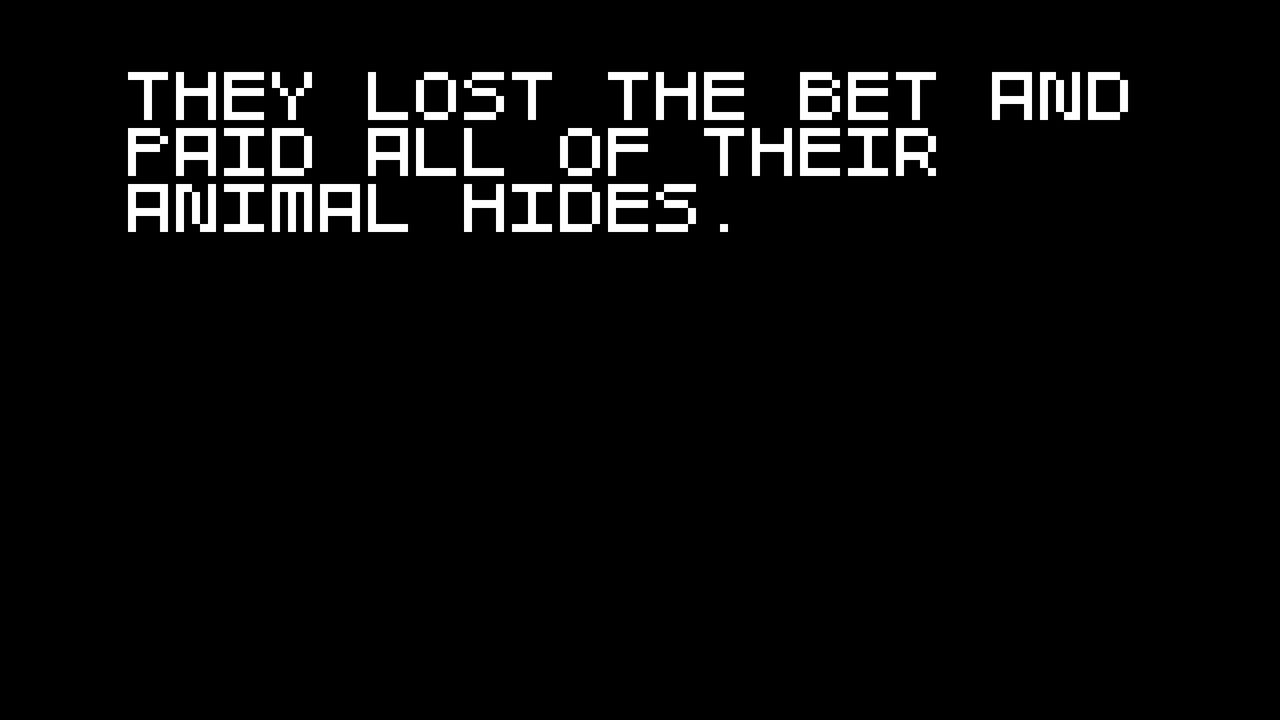 THEY LOST THE BET AND
PAID ALL OF THEIR
ANIMAL HIDES.